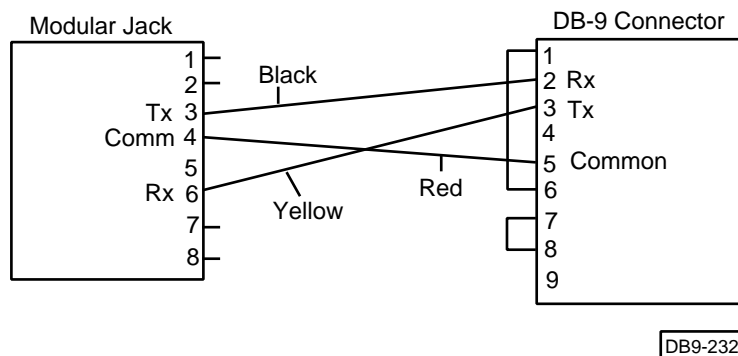 Modular Jack
DB-9 Connector
1
2
Tx 3
Comm 4
5
Rx 6
7
8
Black
Yellow
Red
1
2 Rx
3 Tx
4
5 Common
6
7
8
9
DB9-232